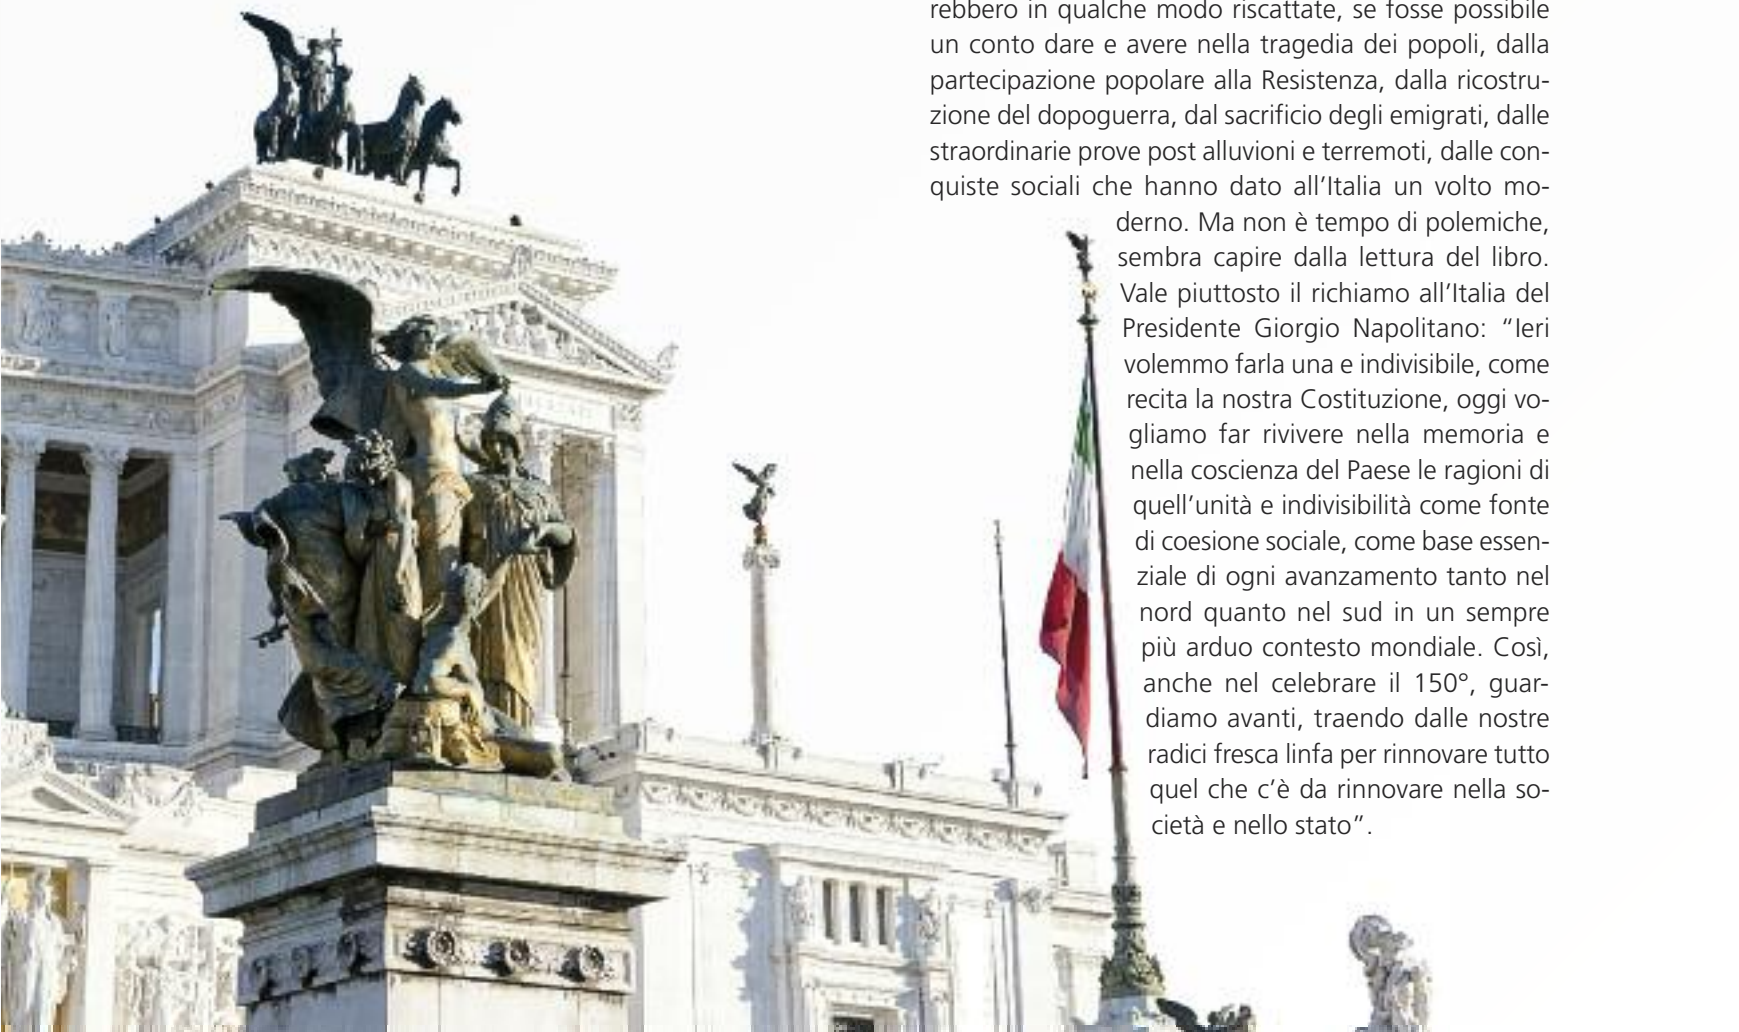 rebbero in qualche modo riscattate, se fosse possibile
un conto dare e avere nella tragedia dei popoli, dalla
partecipazione popolare alla Resistenza, dalla ricostru-
zione del dopoguerra, dal sacrificio degli emigrati, dalle
straordinarie prove post alluvioni e terremoti, dalle con-
quiste sociali che hanno dato all’Italia un volto mo-
derno. Ma non è tempo di polemiche,
sembra capire dalla lettura del libro.
Vale piuttosto il richiamo all’Italia del
Presidente Giorgio Napolitano: “Ieri
volemmo farla una e indivisibile, come
recita la nostra Costituzione, oggi vo-
gliamo far rivivere nella memoria e
nella coscienza del Paese le ragioni di
quell’unità e indivisibilità come fonte
di coesione sociale, come base essen-
ziale di ogni avanzamento tanto nel
nord quanto nel sud in un sempre
più arduo contesto mondiale. Così,
anche nel celebrare il 150°, guar-
diamo avanti, traendo dalle nostre
radici fresca linfa per rinnovare tutto
quel che c’è da rinnovare nella so-
cietà e nello stato”.